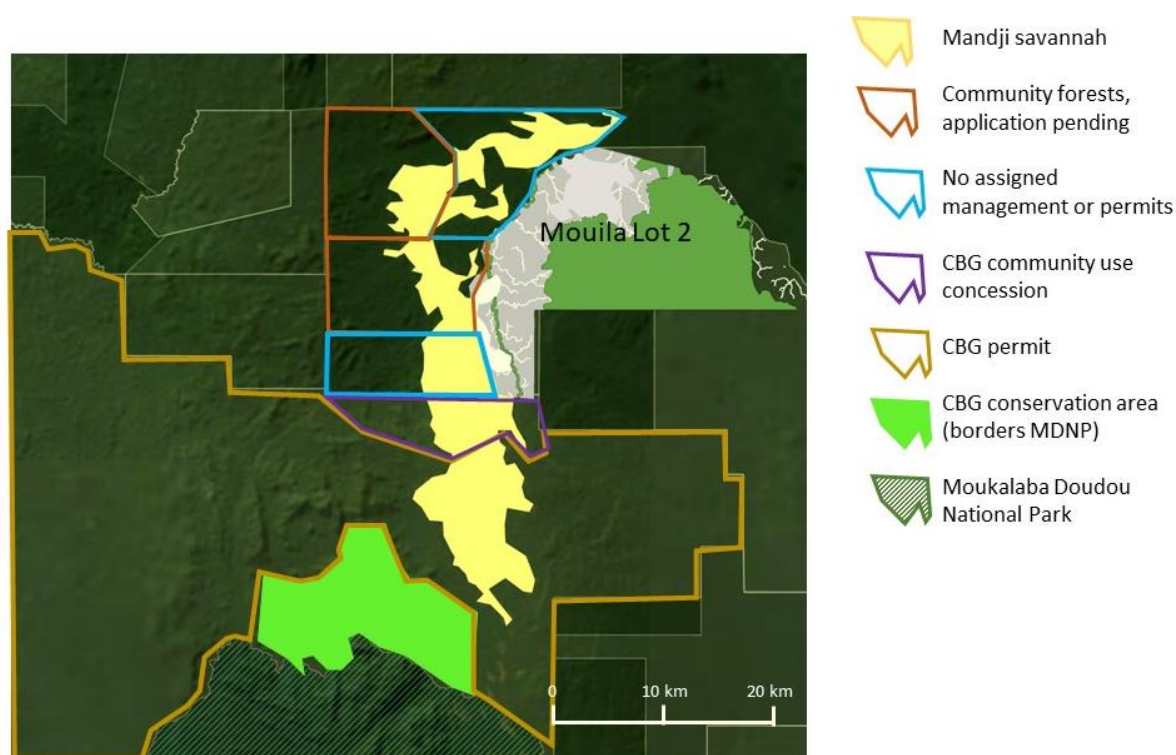 Mouila Lot 2
0
10 km
20 km
Mandji savannah
Community forests,
application pending
No assigned
management or permits
CBG community use
concession
CBG permit
CBG conservation area
(borders MDNP)
Moukalaba Doudou
National Park